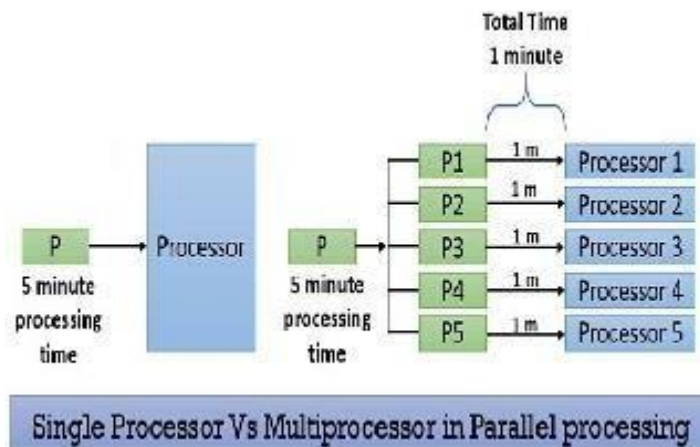 Total Time
1 minute
P
Processor
5 minute
processing
time
P
5 minute
processing
time
P1
1 m
Processor 1
P2
1 m
Processor 2
P3
1 m
Processor 3
P4
1 m
Processor 4
P5
1 m
Processor 5
Single Processor Vs Multiprocessor in Parallel processing